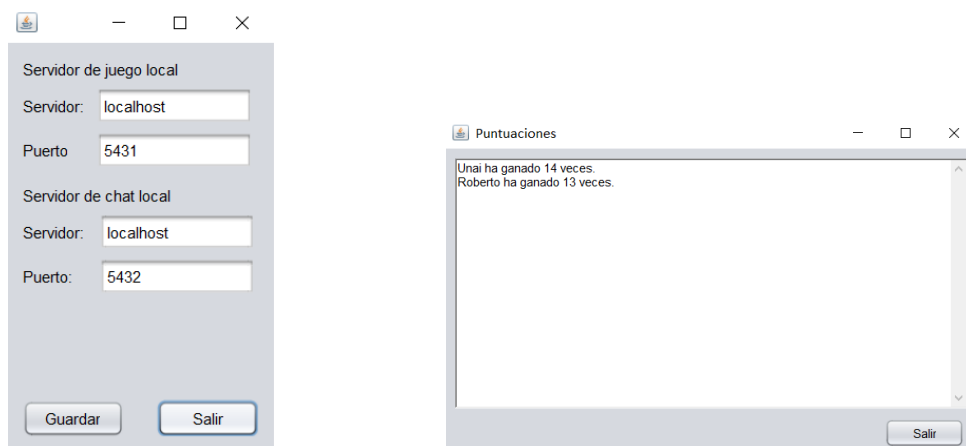 Servidor de juego local
Servidor: localhost
Puerto 5431
Servidor de chat local
Servidor: localhost
Puerto: 5432
Guardar Salir
Puntuaciones
Unai ha ganado 14 veces.
Roberto ha ganado 13 veces.
Salir